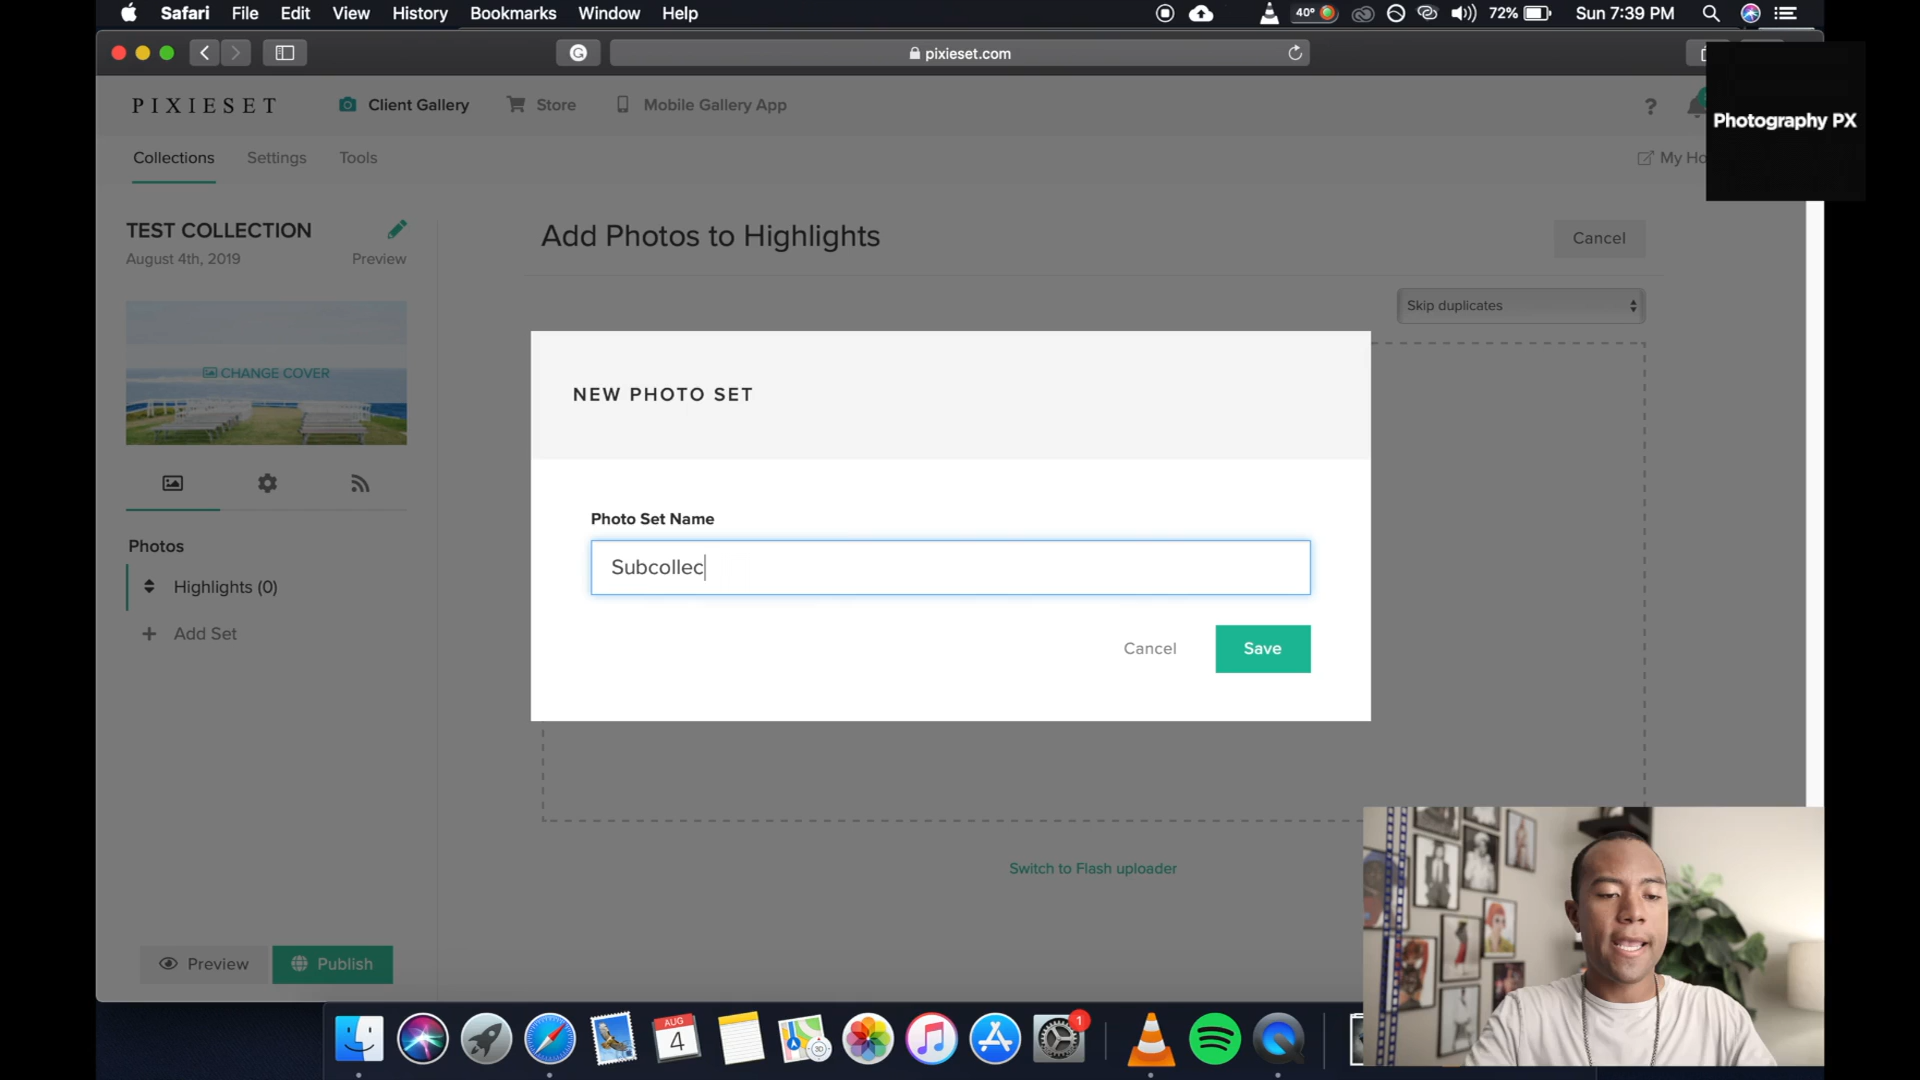 Safari File Edit View History Bookmarks Window Help
40° 72% Sun 7:39 PM
pixieset.com
PIXIESET Client Gallery Store Mobile Gallery App ?
Photography PX
Collections Settings Tools
My Ho
TEST COLLECTION
August 4th, 2019 Preview
CHANGE COVER
Photos
Highlights (0)
Add Set
Preview Publish
Add Photos to Highlights Cancel
Skip duplicates
NEW PHOTO SET
Photo Set Name
Subcollec
Cancel Save
Switch to Flash uploader
AUG
4
3D
1